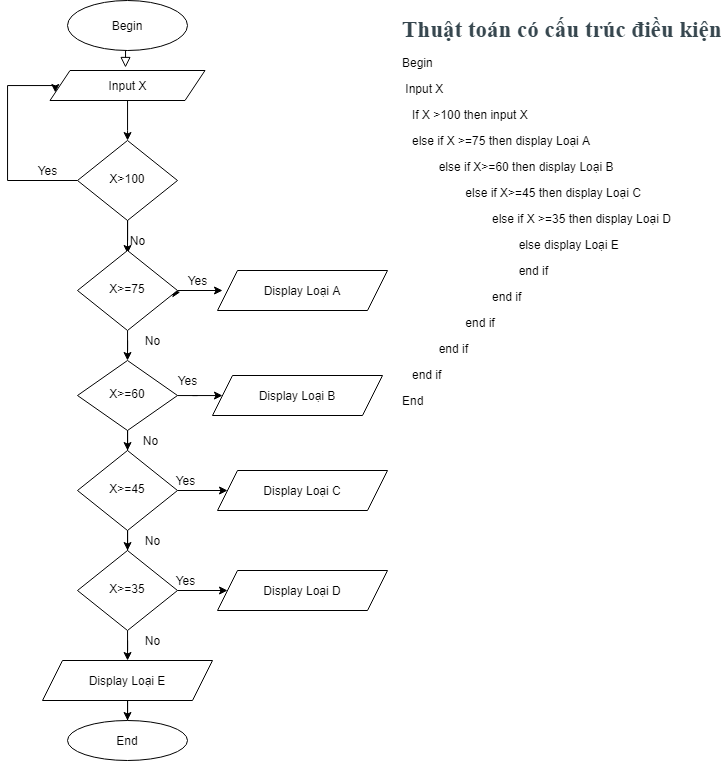 Begin
Input X
Yes
X>100
No
X>=75
Yes
Display Loại A
No
X>=60
Yes
Display Loại B
No
X>=45
Yes
Display Loại C
No
X>=35
Yes
Display Loại D
No
Display Loại E
End
Thuật toán có cấu trúc điều kiện
Begin
Input X
If X >100 then input X
else if X >=75 then display Loại A
else if X>=60 then display Loại B
else if X>=45 then display Loại C
else if X >=35 then display Loại D
else display Loại E
end if
end if
end if
end if
end if
End